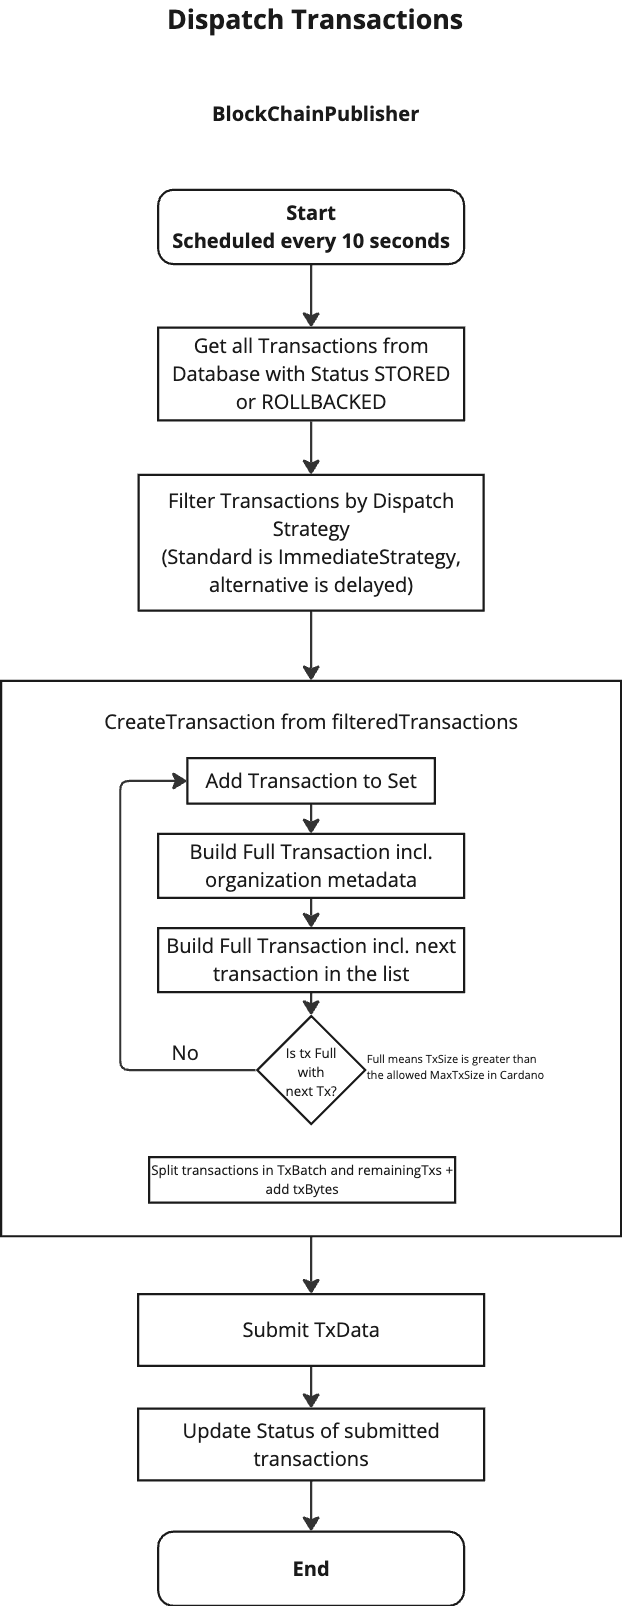 Dispatch Transactions
BlockChainPublisher
Start
Scheduled every 10 seconds
Get all Transactions from
Database with Status STORED
or ROLLBACKED
Filter Transactions by Dispatch
Strategy
(Standard is ImmediateStrategy,
alternative is delayed)
CreateTransaction from filteredTransactions
Add Transaction to Set
Build Full Transaction incl.
organization metadata
Build Full Transaction incl. next
transaction in the list
No
Is tx Full
with
next Tx?
Full means TxSize is greater than
the allowed MaxTxSize in Cardano
Split transactions in TxBatch and remainingTxs +
add txBytes
Submit TxData
Update Status of submitted
transactions
End